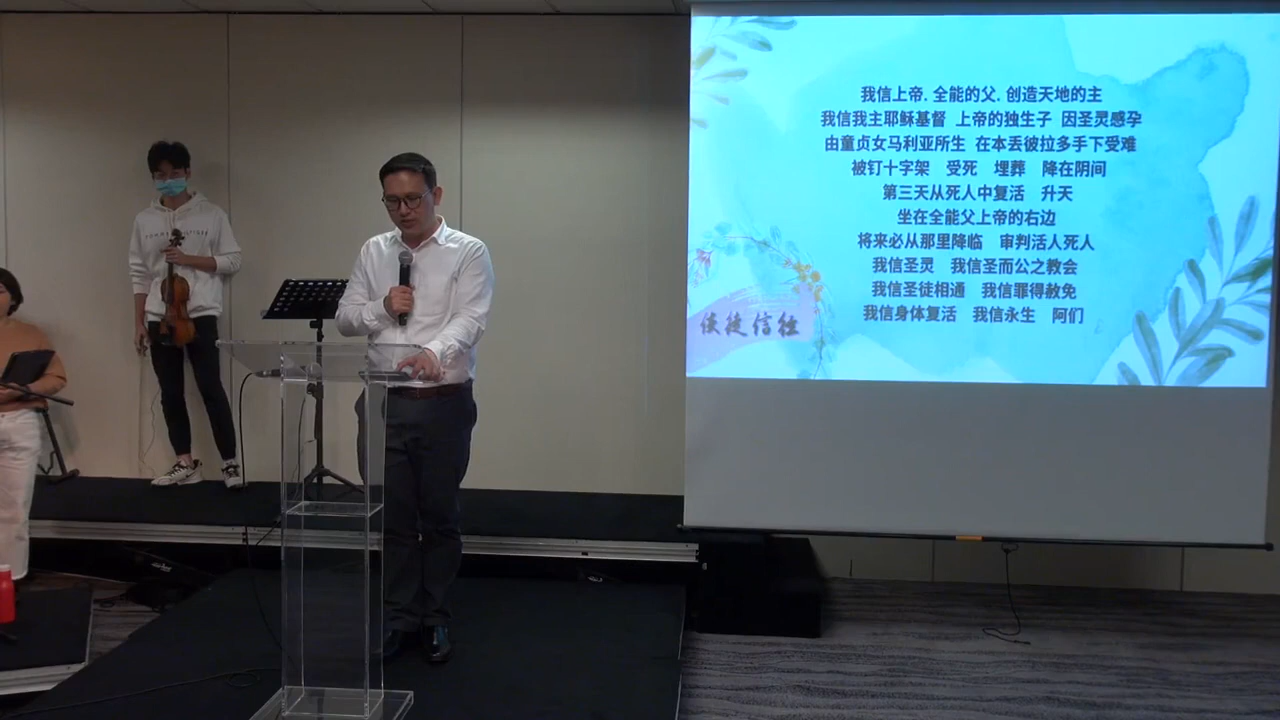 我信上帝. 全能的父. 创造天地的主
我信我主耶稣基督 上帝的独生子 因圣灵感孕
由童贞女马利亚所生 在本丢彼拉多手下受难
被钉十字架 受死 埋葬 降在阴间
第三天从死人中复活 升天
坐在全能父上帝的右边
将来必从那里降临 审判活人死人
我信圣灵 我信圣而公之教会
我信圣徒相通 我信罪得赦免
我信身体复活 我信永生 阿们
使徒信经